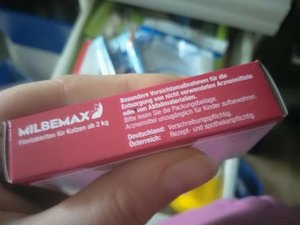 MILBEMAX
Filmtabletten für Katzen ab 2 kg
Besondere Vorsichtsmaßnahmen für die
Entsorgung von nicht verwendeten Arzneimitteln
oder von Abfallmaterialien.
Bitte lesen Sie die Packungsbeilage.
Arzneimittel unzugänglich für Kinder aufbewahren.
Deutschland: Verschreibungspflichtig.
Österreich: Rezept- und apothekenpflichtig.